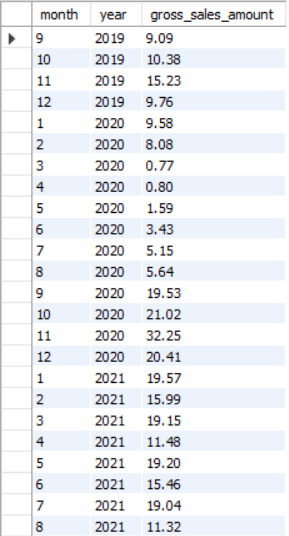 month year gross_sales_amount
9 2019 9.09
10 2019 10.38
11 2019 15.23
12 2019 9.76
1 2020 9.58
2 2020 8.08
3 2020 0.77
4 2020 0.80
5 2020 1.59
6 2020 3.43
7 2020 5.15
8 2020 5.64
9 2020 19.53
10 2020 21.02
11 2020 32.25
12 2020 20.41
1 2021 19.57
2 2021 15.99
3 2021 19.15
4 2021 11.48
5 2021 19.20
6 2021 15.46
7 2021 19.04
8 2021 11.32